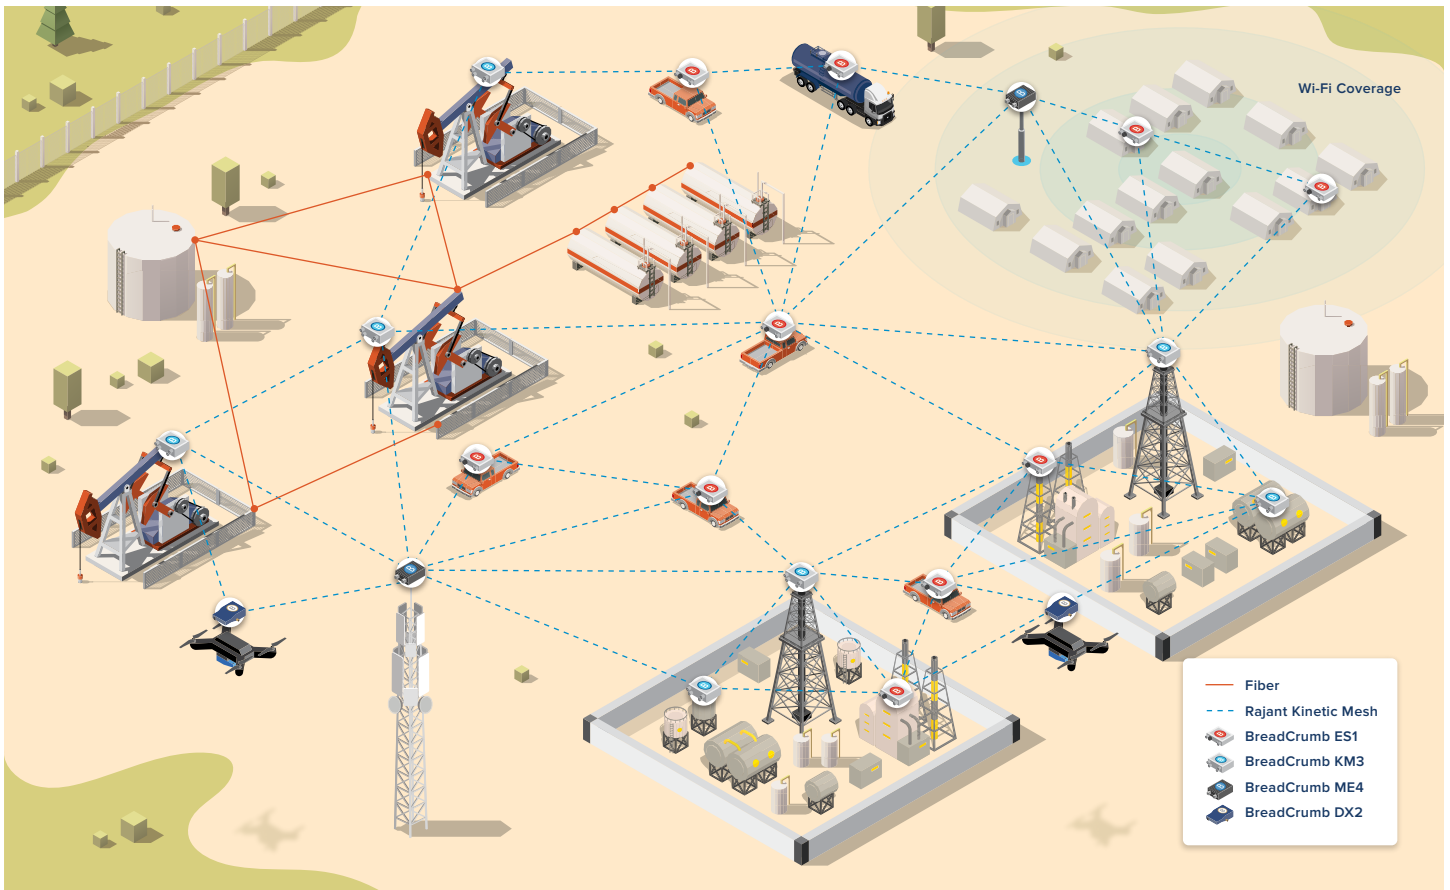 Wi-Fi Coverage
Fiber
Rajant Kinetic Mesh
BreadCrumb ES1
BreadCrumb KM3
BreadCrumb ME4
BreadCrumb DX2